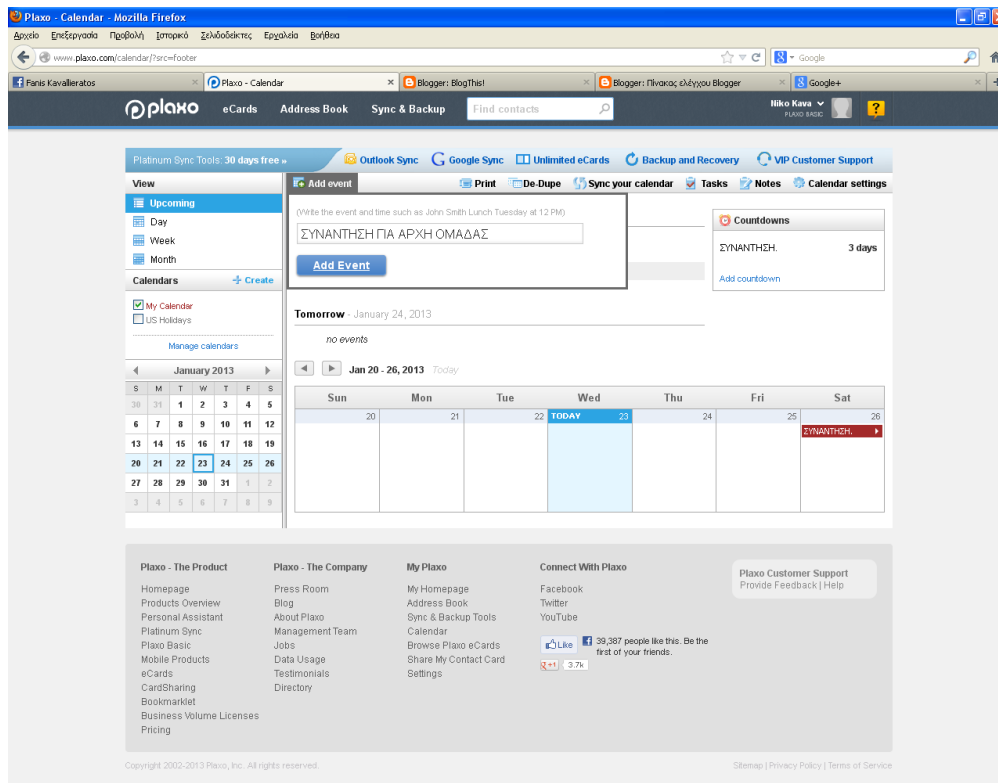 Plaxo - Calendar - Mozilla Firefox
Αρχείο Επεξεργασία Προβολή Ιστορικό Σελιδοδείκτες Εργαλεία Βοήθεια
www.plaxo.com/calendar/?src=footer
Google
Fanis Kavallieratos
Plaxo - Calendar
Blogger: BlogThis!
Blogger: Πίνακας ελέγχου Blogger
Google+
plaxo
eCards Address Book Sync & Backup
Find contacts
Niko Kava
PLAXO BASIC
?
Platinum Sync Tools: 30 days free »
Outlook Sync Google Sync Unlimited eCards Backup and Recovery VIP Customer Support
View
Add event
Print De-Dupe Sync your calendar Tasks Notes Calendar settings
Upcoming
Day
Week
Month
Calendars Create
My Calendar
US Holidays
Manage calendars
January 2013
S M T W T F S
30 31 1 2 3 4 5
6 7 8 9 10 11 12
13 14 15 16 17 18 19
20 21 22 23 24 25 26
27 28 29 30 31 1 2
3 4 5 6 7 8 9
(Write the event and time such as John Smith Lunch Tuesday at 12 PM)
ΣΥΝΑΝΤΗΣΗ ΓΙΑ ΑΡΧΗ ΟΜΑΔΑΣ
Add Event
Countdowns
ΣΥΝΑΝΤΗΣΗ. 3 days
Add countdown
Tomorrow - January 24, 2013
no events
Jan 20 - 26, 2013 Today
Sun Mon Tue Wed Thu Fri Sat
20 21 22 TODAY 23 24 25 26
ΣΥΝΑΝΤΗΣΗ.
Plaxo - The Product
Homepage
Products Overview
Personal Assistant
Platinum Sync
Plaxo Basic
Mobile Products
eCards
CardSharing
Bookmarklet
Business Volume Licenses
Pricing
Plaxo - The Company
Press Room
Blog
About Plaxo
Management Team
Jobs
Data Usage
Testimonials
Directory
My Plaxo
My Homepage
Address Book
Sync & Backup Tools
Calendar
Browse Plaxo eCards
Share My Contact Card
Settings
Connect With Plaxo
Facebook
Twitter
YouTube
Like
39,387 people like this. Be the
first of your friends.
+1 3.7k
Plaxo Customer Support
Provide Feedback | Help
Copyright 2002-2013 Plaxo, Inc. All rights reserved.
Sitemap | Privacy Policy | Terms of Service